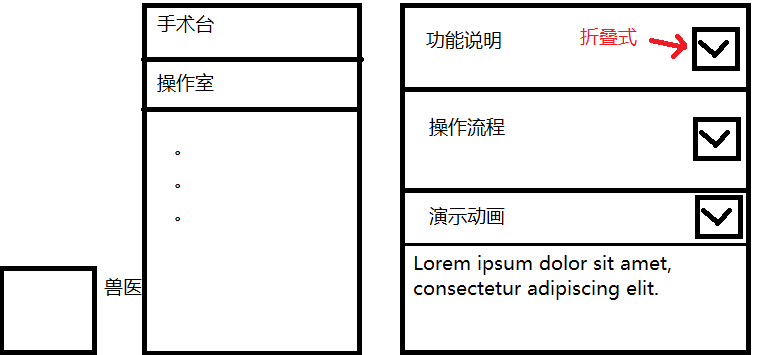 手术台
操作室
。
。
。
兽医
功能说明
折叠式
操作流程
演示动画
Lorem ipsum dolor sit amet,
consectetur adipiscing elit.